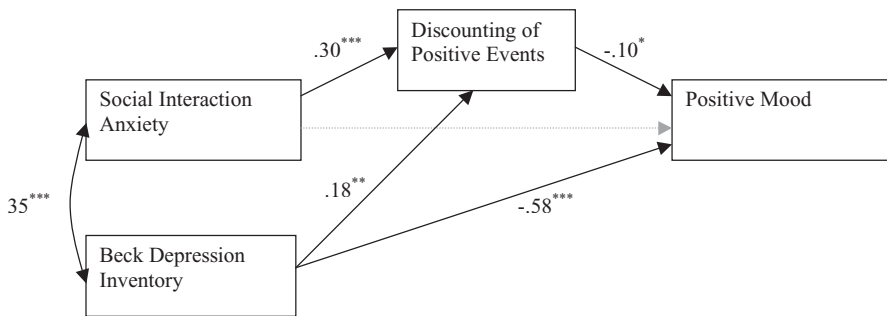 Discounting of
Positive Events
.30***
-.10*
Social Interaction
Anxiety
Positive Mood
.18**
35***
-.58***
Beck Depression
Inventory